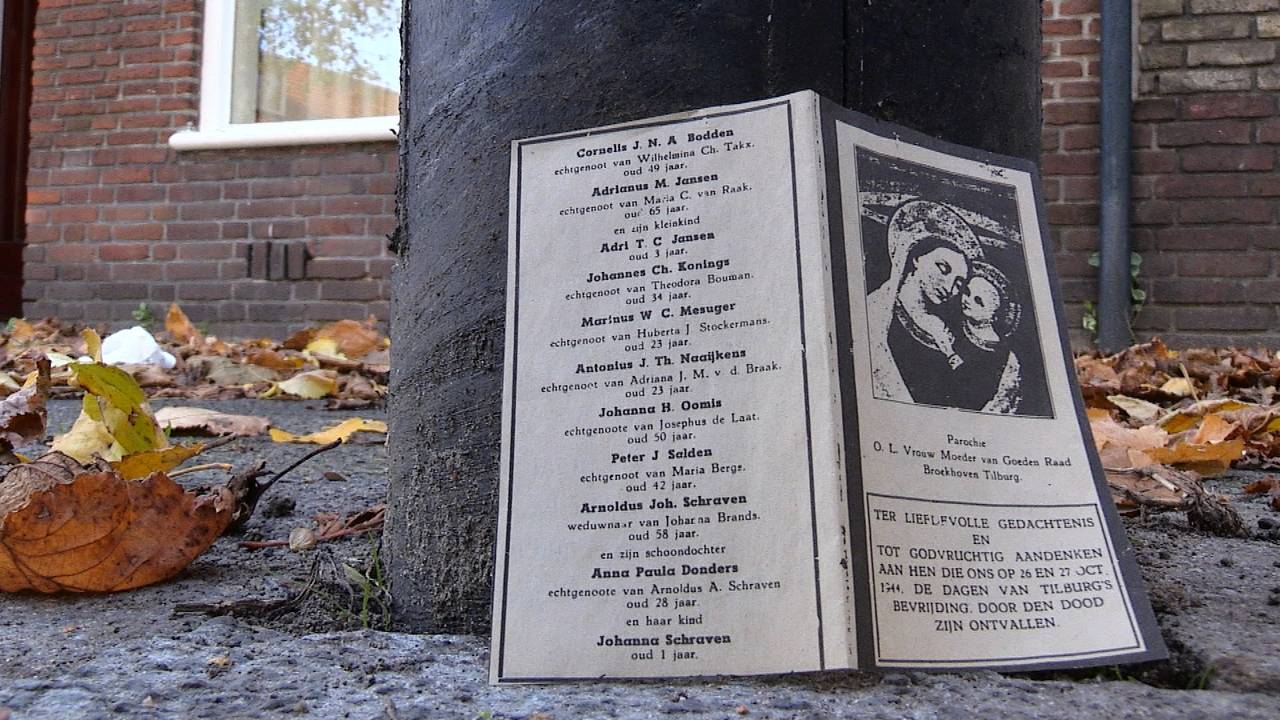 Cornelis J. N. A Bodden
echtgenoot van Wilhelmina Ch. Takx.
oud 49 jaar.
Adrianus M. Jansen
echtgenoot van Maria C. van Raak.
oud 65 jaar.
en zijn kleinkind
Adri T. C Jansen
oud 3 jaar.
Johannes Ch. Konings
echtgenoot van Theodora Bouman.
oud 34 jaar.
Marinus W C. Mesuger
echtgenoot van Huberta J. Stockermans.
oud 23 jaar.
Antonius J. Th. Naaijkens
echtgenoot van Adriana J. M. v. d. Braak.
oud 23 jaar.
Johanna H. Oomis
echtgenoote van Josephus de Laat.
oud 50 jaar.
Peter J Salden
echtgenoot van Maria Berge.
oud 42 jaar.
Arnoldus Joh. Schraven
weduwnaar van Johanna Brands.
oud 58 jaar.
en zijn schoondochter
Anna Paula Donders
echtgenoote van Arnoldus A. Schraven
oud 28 jaar.
en haar kind
Johanna Schraven
oud 1 jaar.
Parochie
O. L. Vrouw Moeder van Goeden Raad
Broekhoven Tilburg.
TER LIEFDEVOLLE GEDACHTENIS
EN
TOT GODVRUCHTIG AANDENKEN
AAN HEN DIE ONS OP 26 EN 27 OCT.
1944, DE DAGEN VAN TILBURG'S
BEVRIJDING. DOOR DEN DOOD
ZIJN ONTVALLEN.